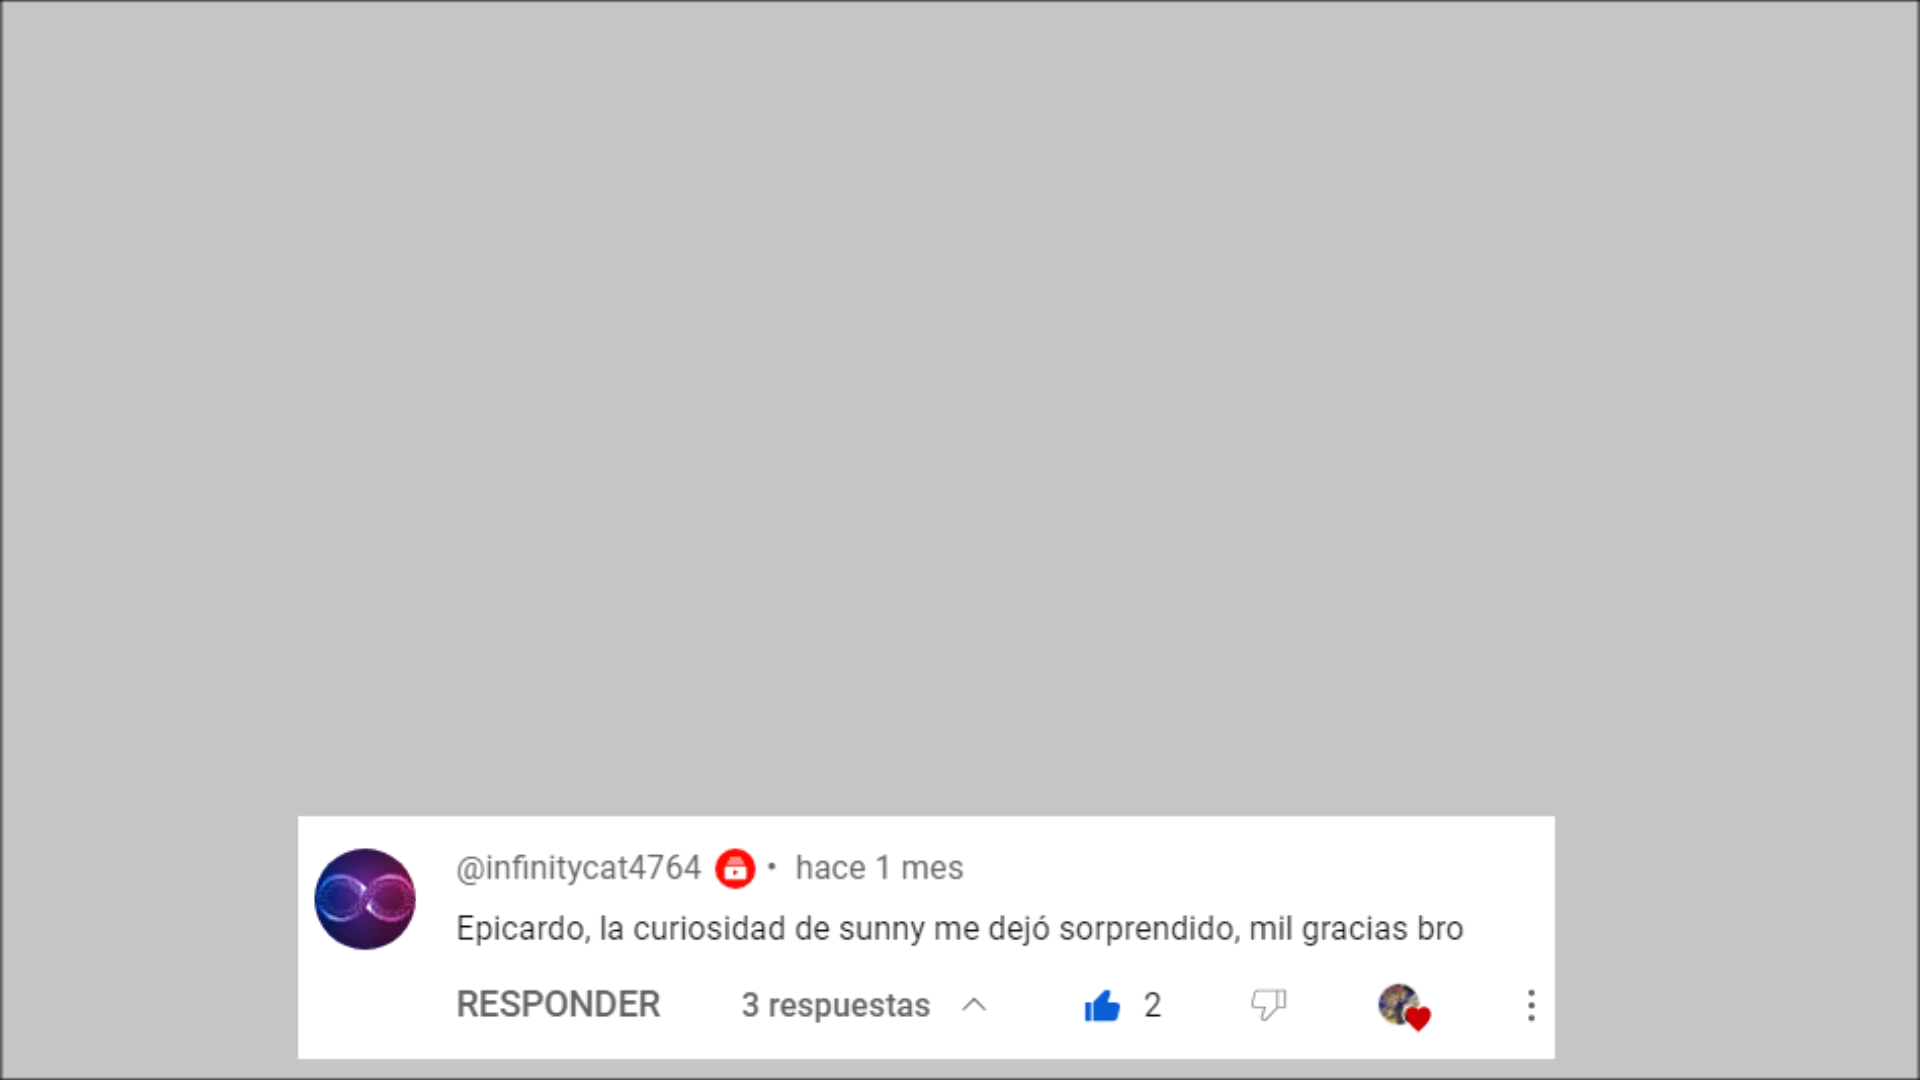 @infinitycat4764 • hace 1 mes
Epicardo, la curiosidad de sunny me dejó sorprendido, mil gracias bro
RESPONDER 3 respuestas 2